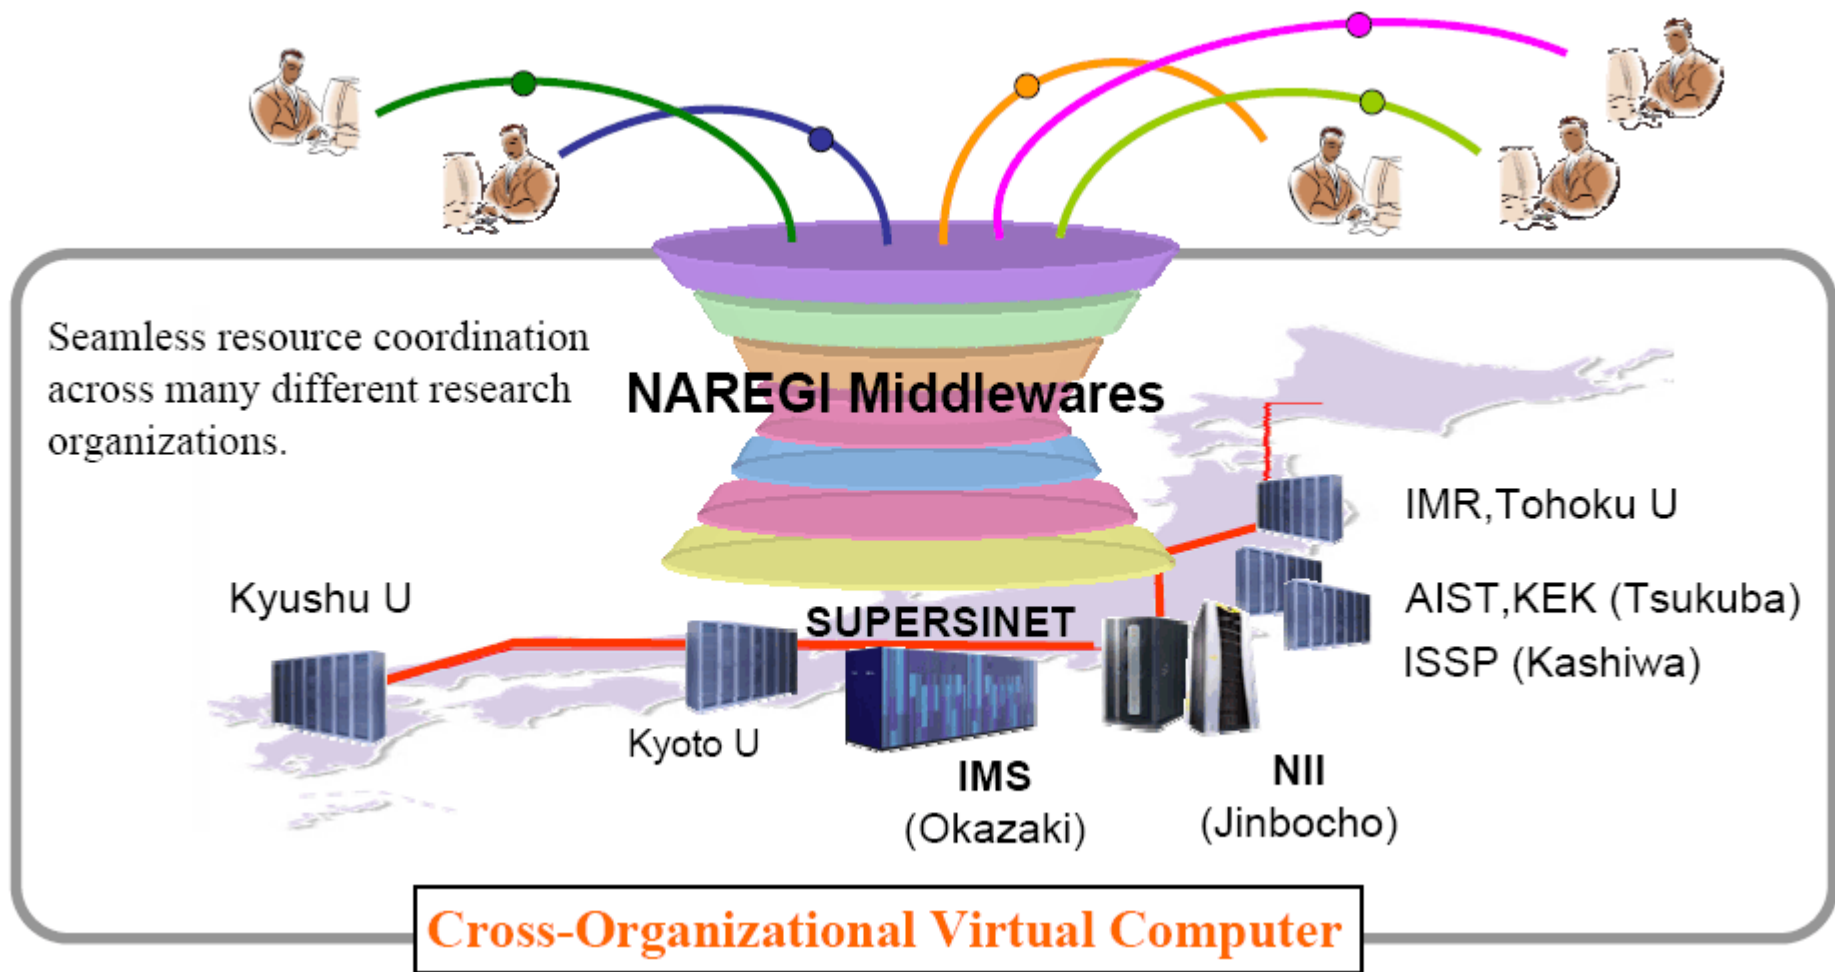 Seamless resource coordination
across many different research
organizations.
NAREGI Middlewares
IMR,Tohoku U
AIST,KEK (Tsukuba)
ISSP (Kashiwa)
Kyushu U
SUPERSINET
Kyoto U
IMS
(Okazaki)
NII
(Jinbocho)
Cross-Organizational Virtual Computer